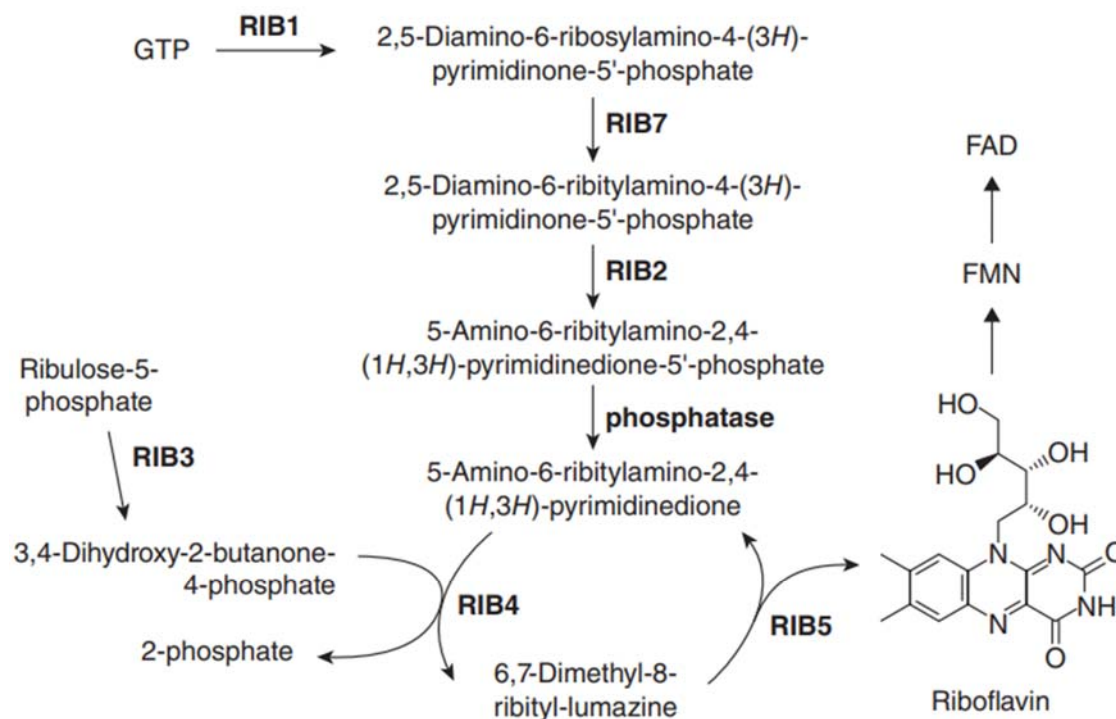 GTP
RIB1
2,5-Diamino-6-ribosylamino-4-(3H)-
pyrimidinone-5'-phosphate
RIB7
2,5-Diamino-6-ribitylamino-4-(3H)-
pyrimidinone-5'-phosphate
RIB2
5-Amino-6-ribitylamino-2,4-
(1H,3H)-pyrimidinedione-5'-phosphate
phosphatase
5-Amino-6-ribitylamino-2,4-
(1H,3H)-pyrimidinedione
Ribulose-5-
phosphate
RIB3
3,4-Dihydroxy-2-butanone-
4-phosphate
RIB4
2-phosphate
6,7-Dimethyl-8-
ribityl-lumazine
RIB5
FAD
FMN
HO
HO
OH
OH
N
N
O
NH
N
O
Riboflavin